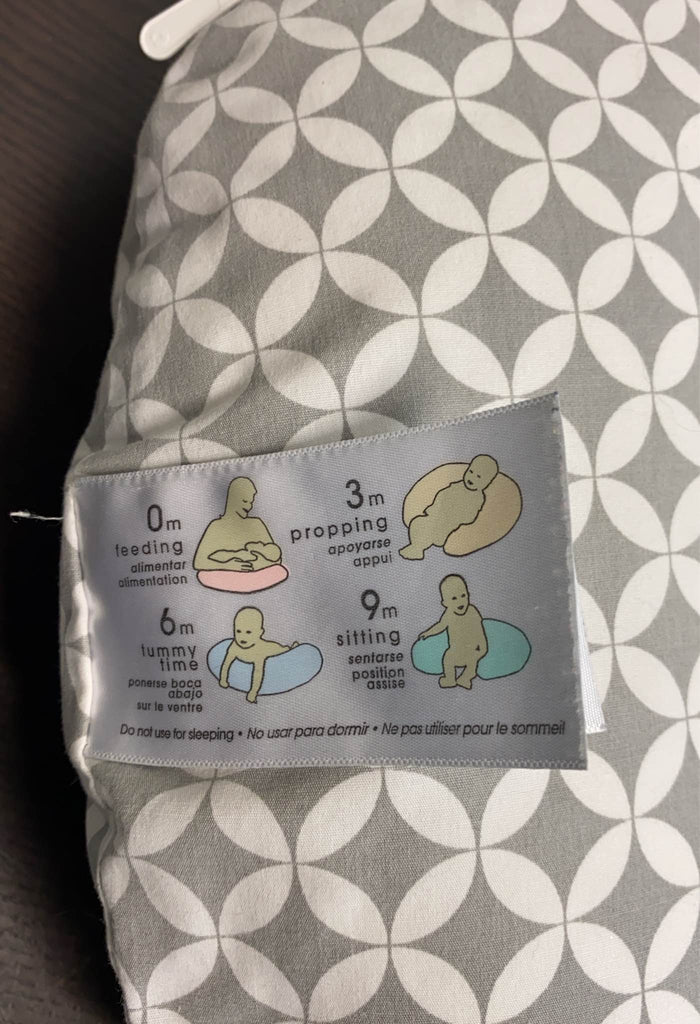 0m
feeding
alimentar
alimentation
3m
propping
apoyarse
appui
6m
tummy
time
ponerse boca
abajo
sur le ventre
9m
sitting
sentarse
position
assise
Do not use for sleeping • No usar para dormir • Ne pas utiliser pour le sommeil